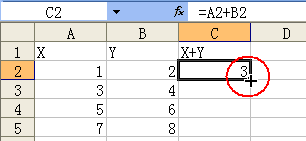 C2 fx =A2+B2
A B C D
1 X Y X+Y
2 1 2 3
3 3 4
4 5 6
5 7 8